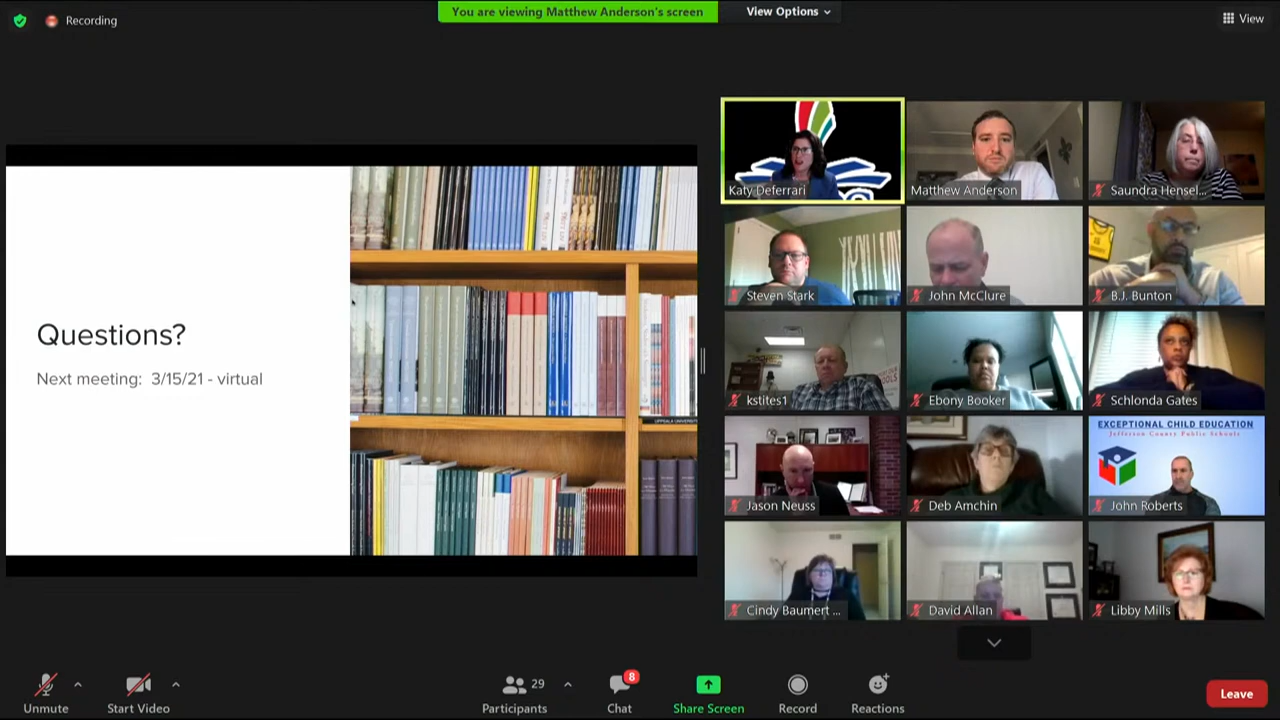 Recording
You are viewing Matthew Anderson's screen
View Options
View
Questions?
Next meeting: 3/15/21 - virtual
Katy Deferrari
Matthew Anderson
Saundra Hensel...
Steven Stark
John McClure
B.J. Bunton
kstites1
Ebony Booker
Schlonda Gates
Jason Neuss
Deb Amchin
EXCEPTIONAL CHILD EDUCATION
Jefferson County Public Schools
John Roberts
Cindy Baumert ...
David Allan
Libby Mills
Unmute
Start Video
29
Participants
8
Chat
Share Screen
Record
Reactions
Leave